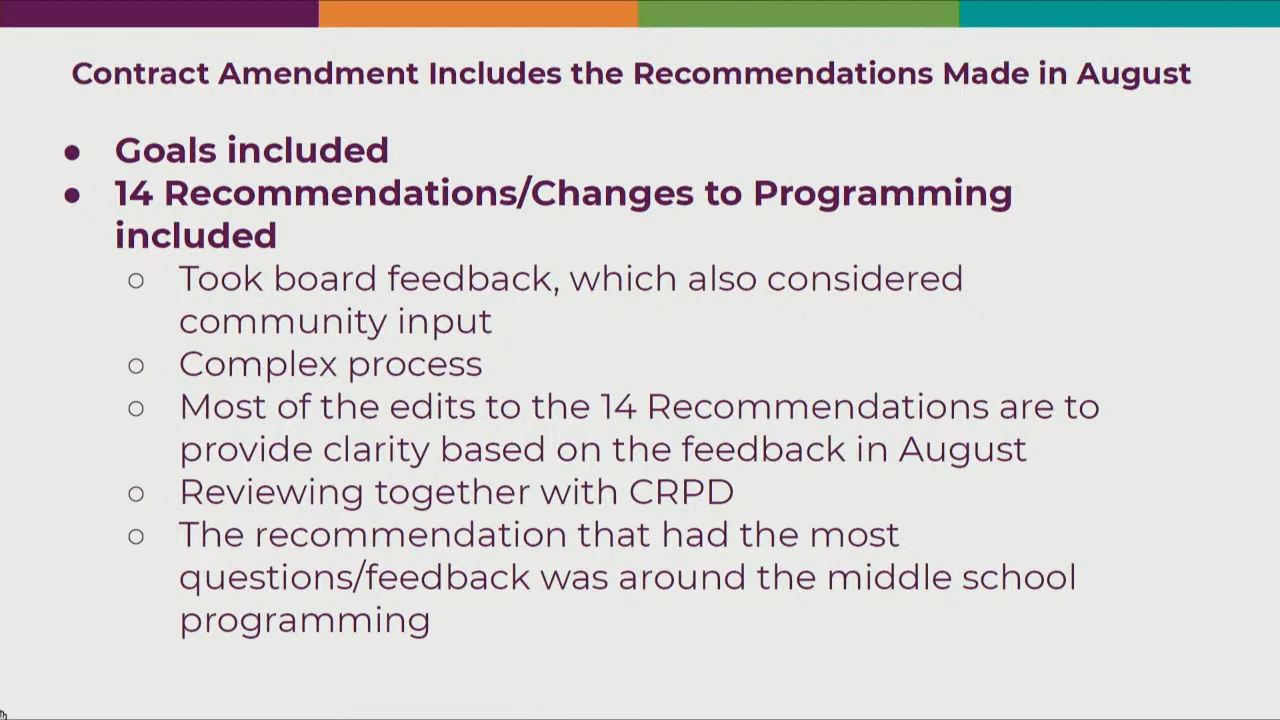 Contract Amendment Includes the Recommendations Made in August
● Goals included
● 14 Recommendations/Changes to Programming
included
○ Took board feedback, which also considered
community input
○ Complex process
○ Most of the edits to the 14 Recommendations are to
provide clarity based on the feedback in August
○ Reviewing together with CRPD
○ The recommendation that had the most
questions/feedback was around the middle school
programming